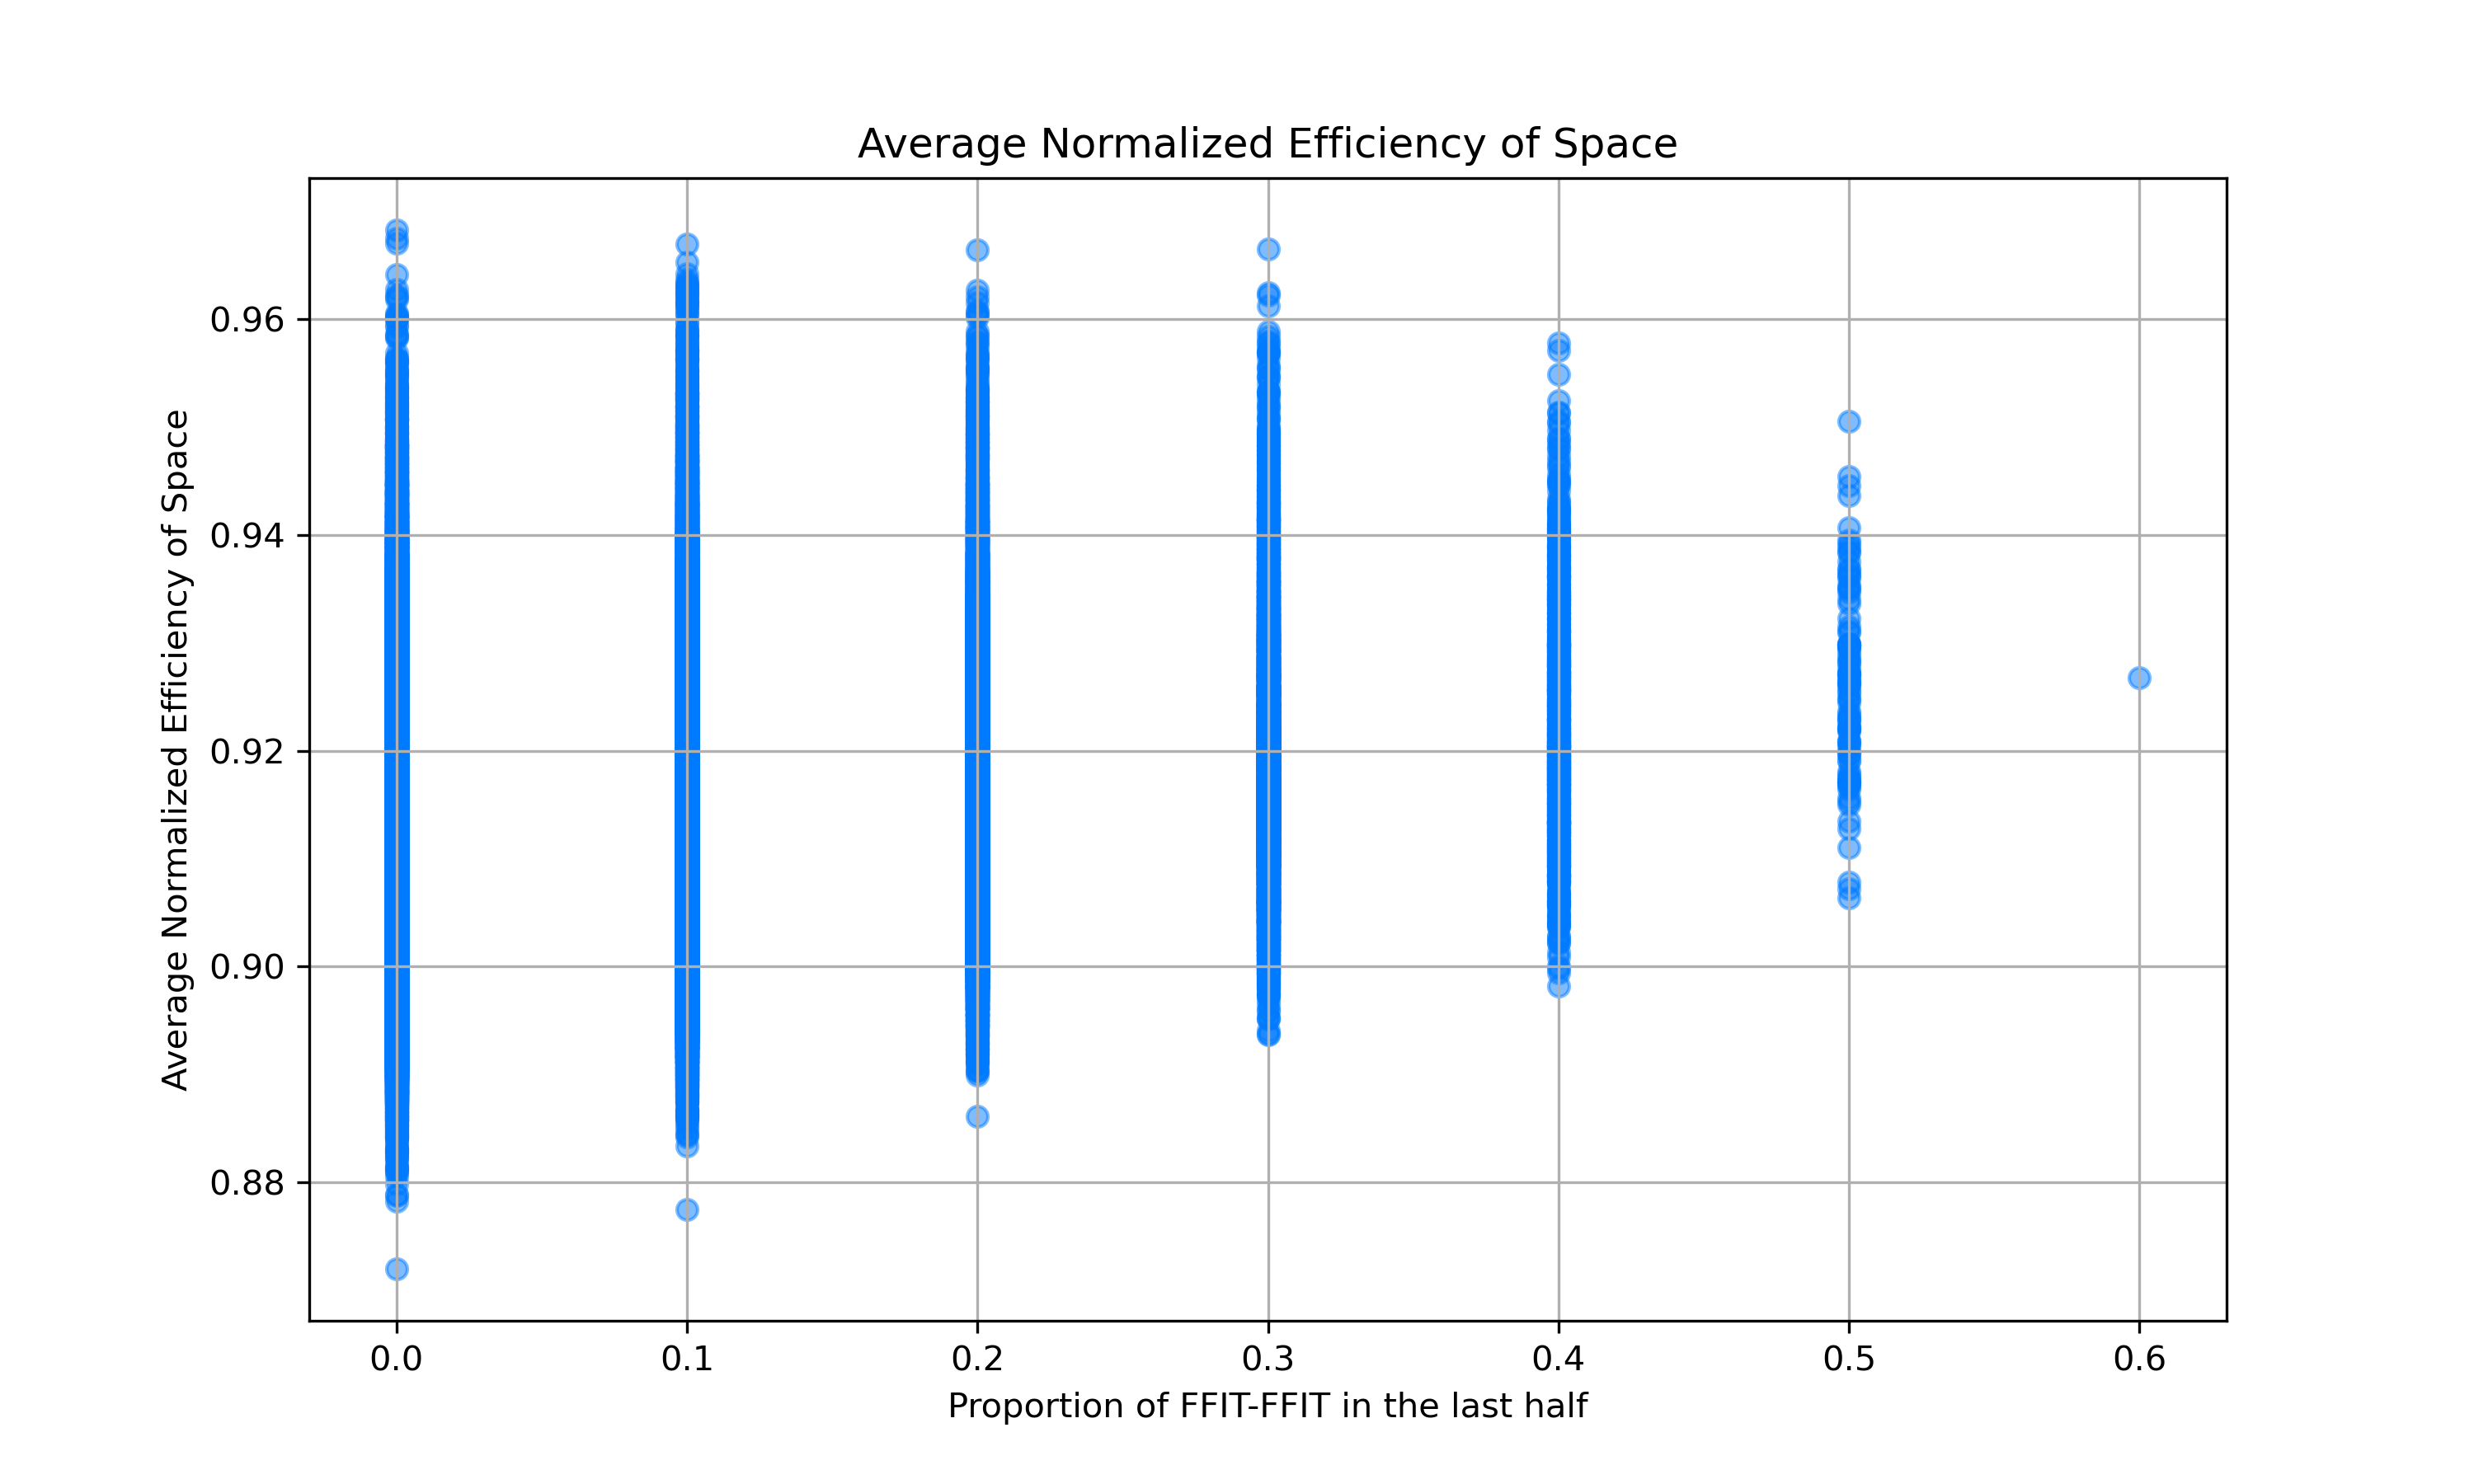 Average Normalized Efficiency of Space
Average Normalized Efficiency of Space
0.96
0.94
0.92
0.90
0.88
0.0 0.1 0.2 0.3 0.4 0.5 0.6
Proportion of FFIT-FFIT in the last half